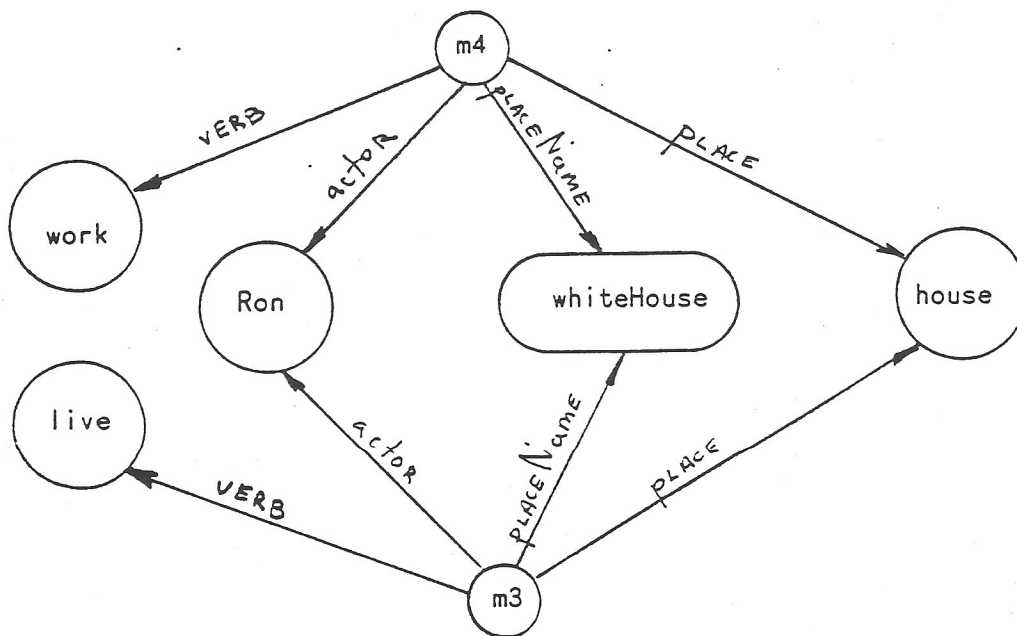 m4
VERB
actoR
plAcENAmE
PlACE
work
Ron
whiteHouse
house
live
actoR
plAcENAmE
plACE
VERB
m3